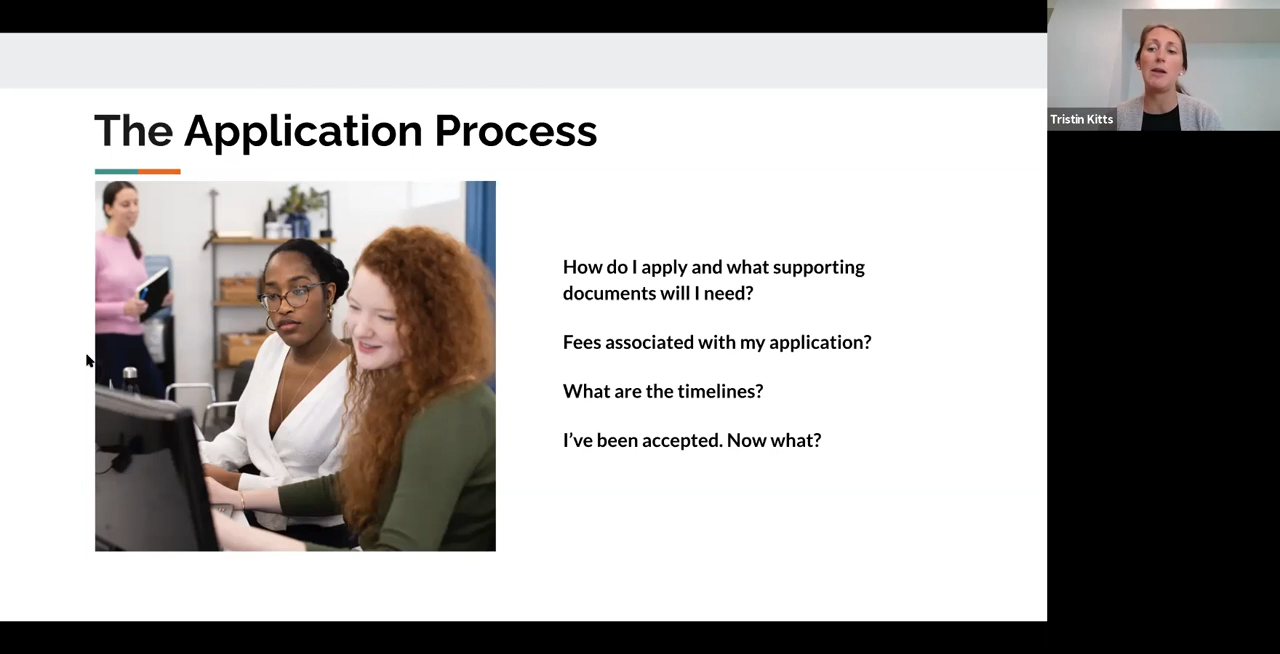 The Application Process
How do I apply and what supporting
documents will I need?
Fees associated with my application?
What are the timelines?
I’ve been accepted. Now what?
Tristin Kitts